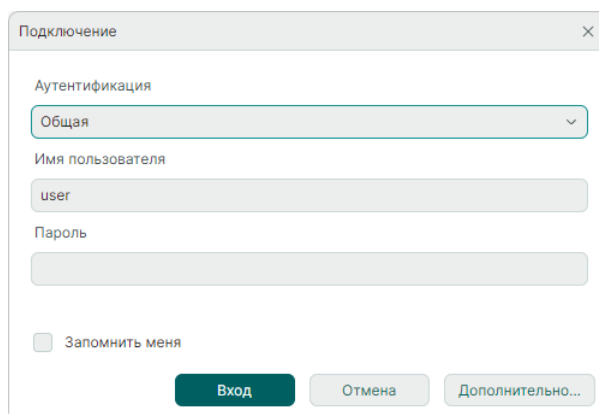 Подключение
Аутентификация
Общая
Имя пользователя
user
Пароль
Запомнить меня
Вход Отмена Дополнительно...